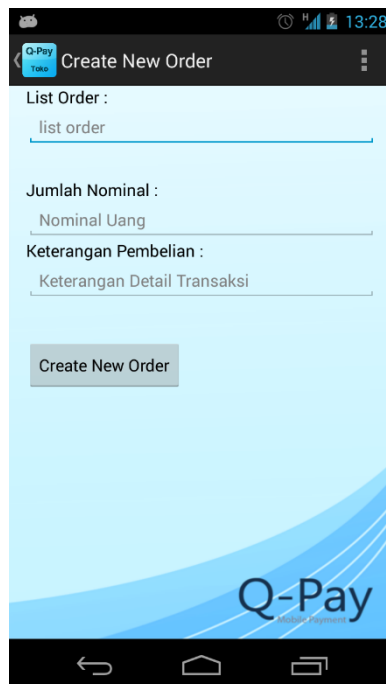 H 13:28
Q-Pay
Toko
Create New Order
List Order :
list order
Jumlah Nominal :
Nominal Uang
Keterangan Pembelian :
Keterangan Detail Transaksi
Create New Order
Q-Pay
Mobile Payment